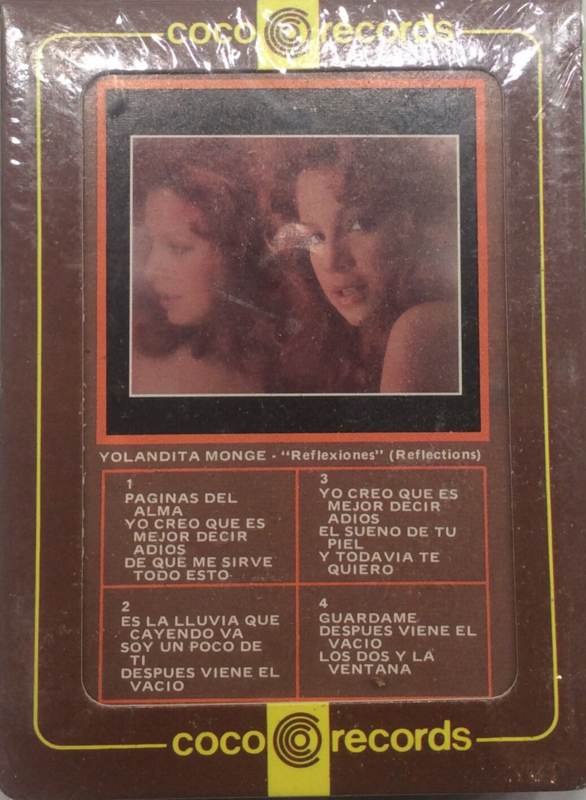 coco records
YOLANDITA MONGE - "Reflexiones" (Reflections)
1
PAGINAS DEL
ALMA
YO CREO QUE ES
MEJOR DECIR
ADIOS
DE QUE ME SIRVE
TODO ESTO
2
ES LA LLUVIA QUE
CAYENDO VA
SOY UN POCO DE
TI
DESPUES VIENE EL
VACIO
3
YO CREO QUE ES
MEJOR DECIR
ADIOS
EL SUENO DE TU
PIEL
Y TODAVIA TE
QUIERO
4
GUARDAME
DESPUES VIENE EL
VACIO
LOS DOS Y LA
VENTANA
coco records